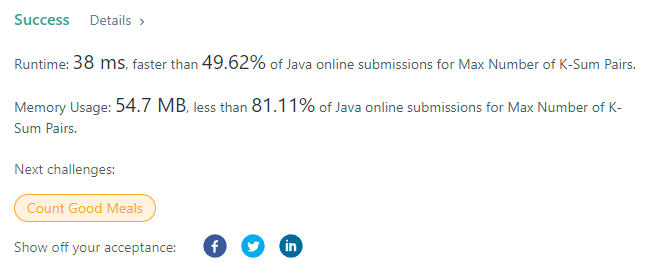 Success Details >
Runtime: 38 ms, faster than 49.62% of Java online submissions for Max Number of K-Sum Pairs.
Memory Usage: 54.7 MB, less than 81.11% of Java online submissions for Max Number of K-
Sum Pairs.
Next challenges:
Count Good Meals
Show off your acceptance: f in